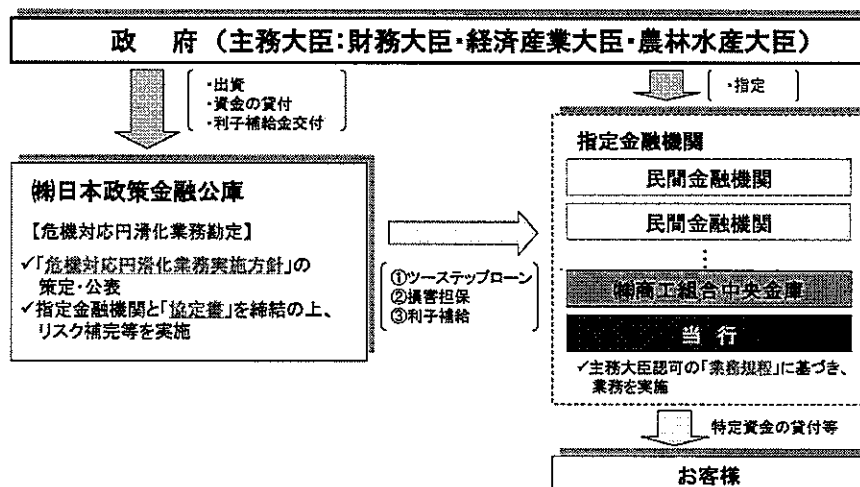 政 府（主務大臣：財務大臣・経済産業大臣・農林水産大臣）
・出資
・資金の貸付
・利子補給金交付
・指定
㈱日本政策金融公庫
【危機対応円滑化業務勘定】
✓「危機対応円滑化業務実施方針」の
策定・公表
✓指定金融機関と「協定書」を締結の上、
リスク補完等を実施
①ツーステップローン
②損害担保
③利子補給
指定金融機関
民間金融機関
民間金融機関
⋮
㈱商工組合中央金庫
当 行
✓主務大臣認可の「業務規程」に基づき、
業務を実施
特定資金の貸付等
お客様